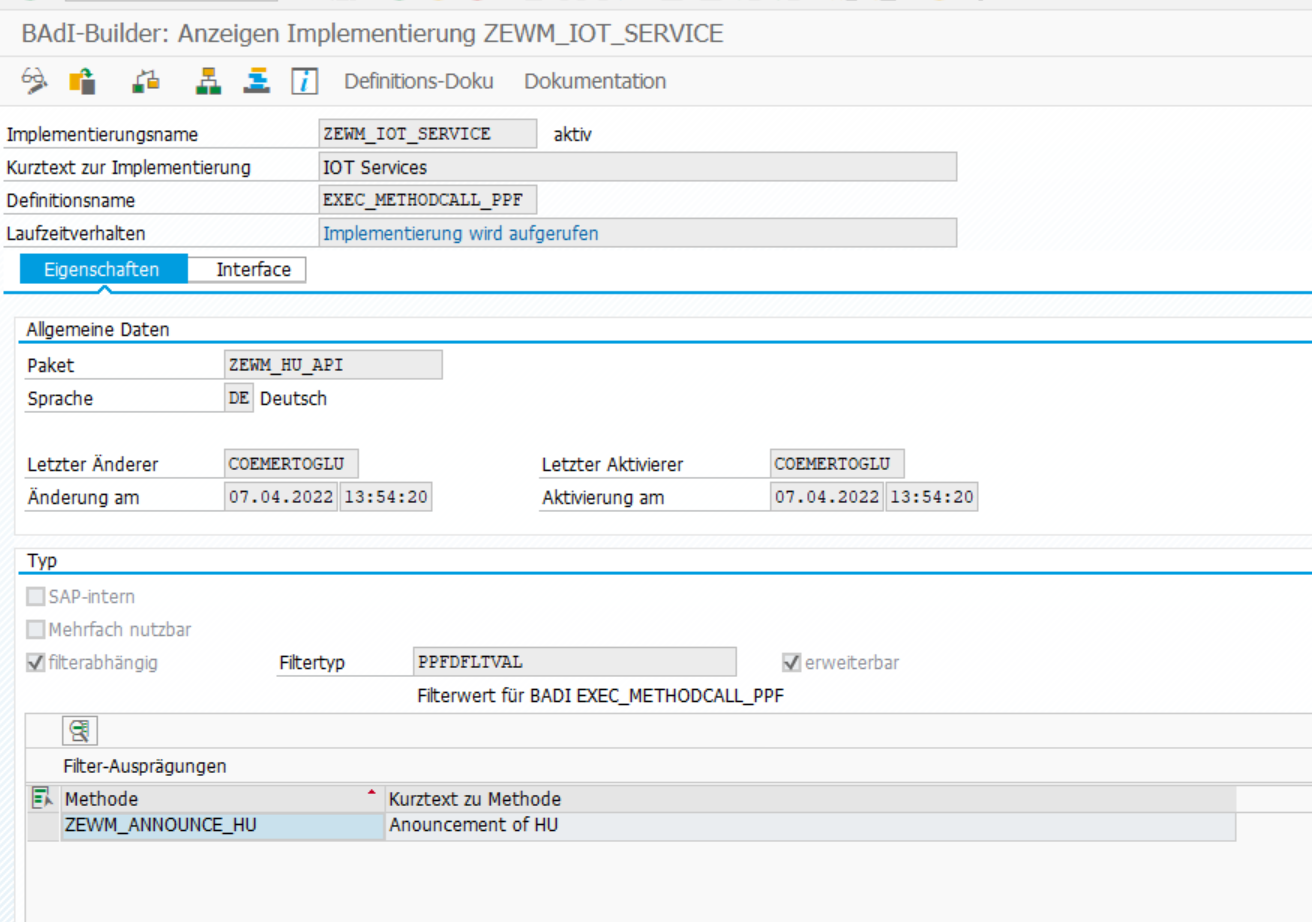 BAdI-Builder: Anzeigen Implementierung ZEWM_IOT_SERVICE
Definitions-Doku Dokumentation
Implementierungsname ZEWM_IOT_SERVICE aktiv
Kurztext zur Implementierung IOT Services
Definitionsname EXEC_METHODCALL_PPF
Laufzeitverhalten Implementierung wird aufgerufen
Eigenschaften Interface
Allgemeine Daten
Paket ZEWM_HU_API
Sprache DE Deutsch
Letzter Änderer COEMERTOGLU Letzter Aktivierer COEMERTOGLU
Änderung am 07.04.2022 13:54:20 Aktivierung am 07.04.2022 13:54:20
Typ
SAP-intern
Mehrfach nutzbar
filterabhängig Filtertyp PPFDFLTVAL erweiterbar
Filterwert für BADI EXEC_METHODCALL_PPF
Filter-Ausprägungen
Methode Kurztext zu Methode
ZEWM_ANNOUNCE_HU Anouncement of HU